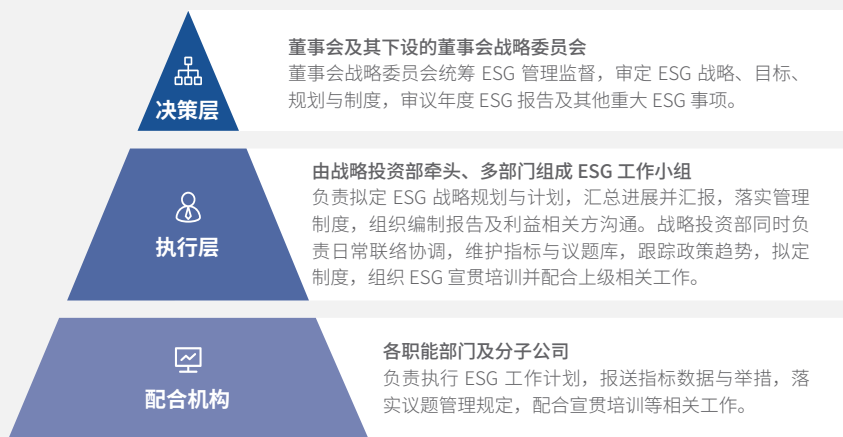 董事会及其下设的董事会战略委员会
董事会战略委员会统筹 ESG 管理监督，审定 ESG 战略、目标、
规划与制度，审议年度 ESG 报告及其他重大 ESG 事项。
决策层
由战略投资部牵头、多部门组成 ESG 工作小组
负责拟定 ESG 战略规划与计划，汇总进展并汇报，落实管理
制度，组织编制报告及利益相关方沟通。战略投资部同时负
责日常联络协调，维护指标与议题库，跟踪政策趋势，拟定
制度，组织 ESG 宣贯培训并配合上级相关工作。
执行层
各职能部门及分子公司
负责执行 ESG 工作计划，报送指标数据与举措，落
实议题管理规定，配合宣贯培训等相关工作。
配合机构